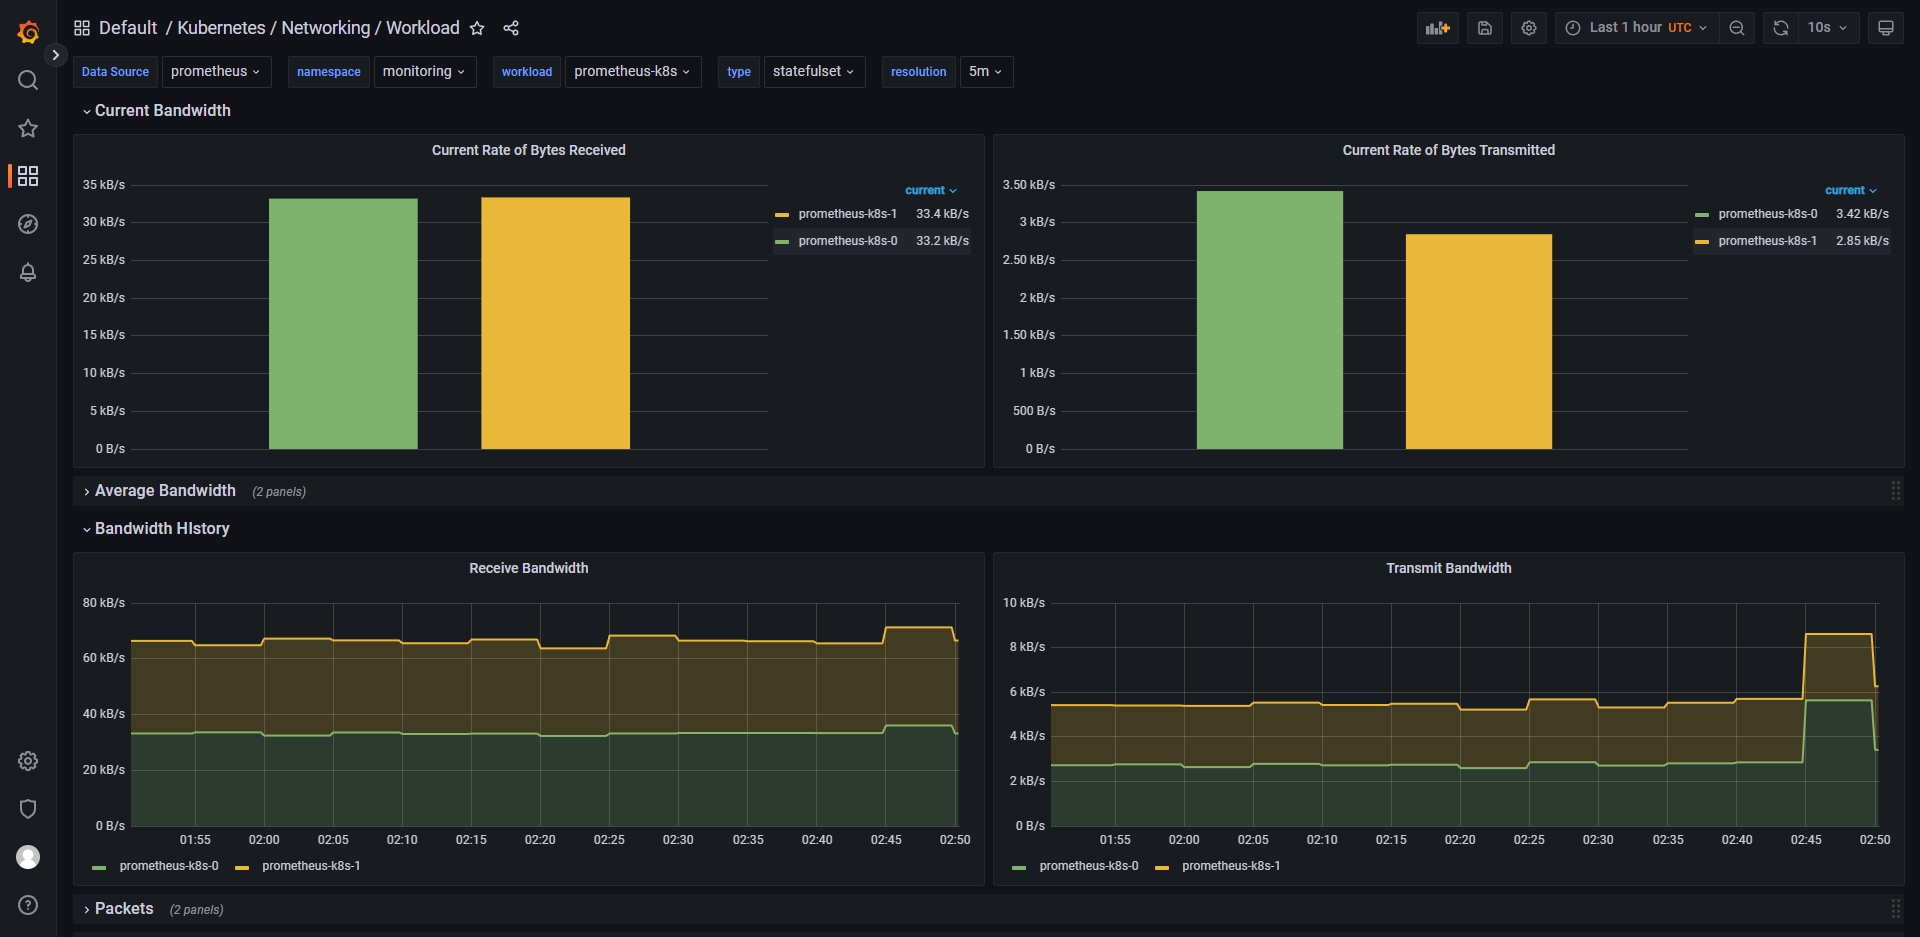 Default / Kubernetes / Networking / Workload
Last 1 hour UTC
10s
Data Source prometheus namespace monitoring workload prometheus-k8s type statefulset resolution 5m
Current Bandwidth
Current Rate of Bytes Received
35 kB/s
30 kB/s
25 kB/s
20 kB/s
15 kB/s
10 kB/s
5 kB/s
0 B/s
current
prometheus-k8s-1 33.4 kB/s
prometheus-k8s-0 33.2 kB/s
Current Rate of Bytes Transmitted
3.50 kB/s
3 kB/s
2.50 kB/s
2 kB/s
1.50 kB/s
1 kB/s
500 B/s
0 B/s
current
prometheus-k8s-0 3.42 kB/s
prometheus-k8s-1 2.85 kB/s
Average Bandwidth (2 panels)
Bandwidth HIstory
Receive Bandwidth
80 kB/s
60 kB/s
40 kB/s
20 kB/s
0 B/s
01:55 02:00 02:05 02:10 02:15 02:20 02:25 02:30 02:35 02:40 02:45 02:50
prometheus-k8s-0 prometheus-k8s-1
Transmit Bandwidth
10 kB/s
8 kB/s
6 kB/s
4 kB/s
2 kB/s
0 B/s
01:55 02:00 02:05 02:10 02:15 02:20 02:25 02:30 02:35 02:40 02:45 02:50
prometheus-k8s-0 prometheus-k8s-1
Packets (2 panels)